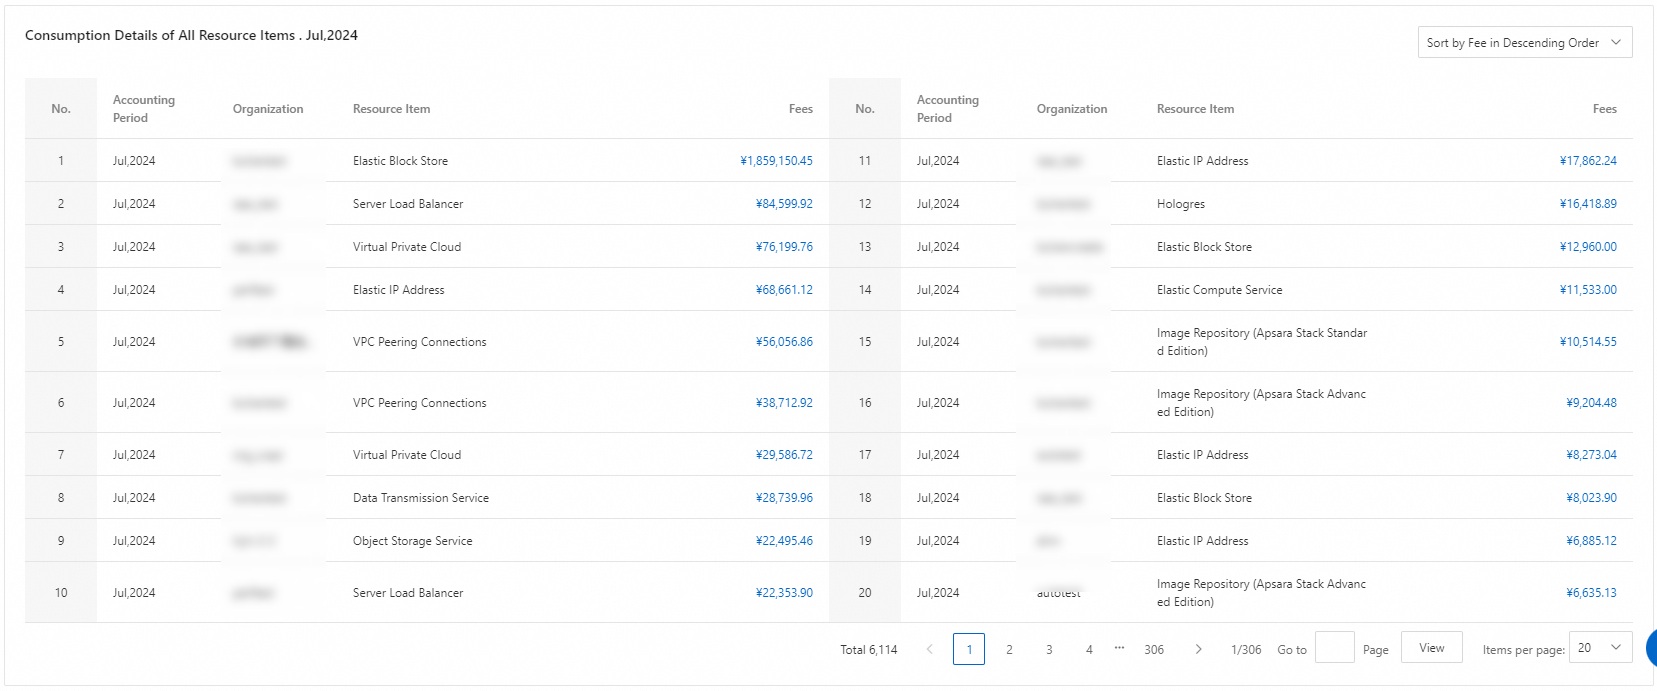 Consumption Details of All Resource Items . Jul,2024
Sort by Fee in Descending Order
No. Accounting Period Organization Resource Item Fees No. Accounting Period Organization Resource Item Fees
1 Jul,2024 Elastic Block Store ¥1,859,150.45 11 Jul,2024 Elastic IP Address ¥17,862.24
2 Jul,2024 Server Load Balancer ¥84,599.92 12 Jul,2024 Hologres ¥16,418.89
3 Jul,2024 Virtual Private Cloud ¥76,199.76 13 Jul,2024 Elastic Block Store ¥12,960.00
4 Jul,2024 Elastic IP Address ¥68,661.12 14 Jul,2024 Elastic Compute Service ¥11,533.00
5 Jul,2024 VPC Peering Connections ¥56,056.86 15 Jul,2024 Image Repository (Apsara Stack Standar
d Edition) ¥10,514.55
6 Jul,2024 VPC Peering Connections ¥38,712.92 16 Jul,2024 Image Repository (Apsara Stack Advanc
ed Edition) ¥9,204.48
7 Jul,2024 Virtual Private Cloud ¥29,586.72 17 Jul,2024 Elastic IP Address ¥8,273.04
8 Jul,2024 Data Transmission Service ¥28,739.96 18 Jul,2024 Elastic Block Store ¥8,023.90
9 Jul,2024 Object Storage Service ¥22,495.46 19 Jul,2024 Elastic IP Address ¥6,885.12
10 Jul,2024 Server Load Balancer ¥22,353.90 20 Jul,2024 autotest Image Repository (Apsara Stack Advanc
ed Edition) ¥6,635.13
Total 6,114 1 2 3 4 ••• 306 1/306 Go to Page View Items per page: 20